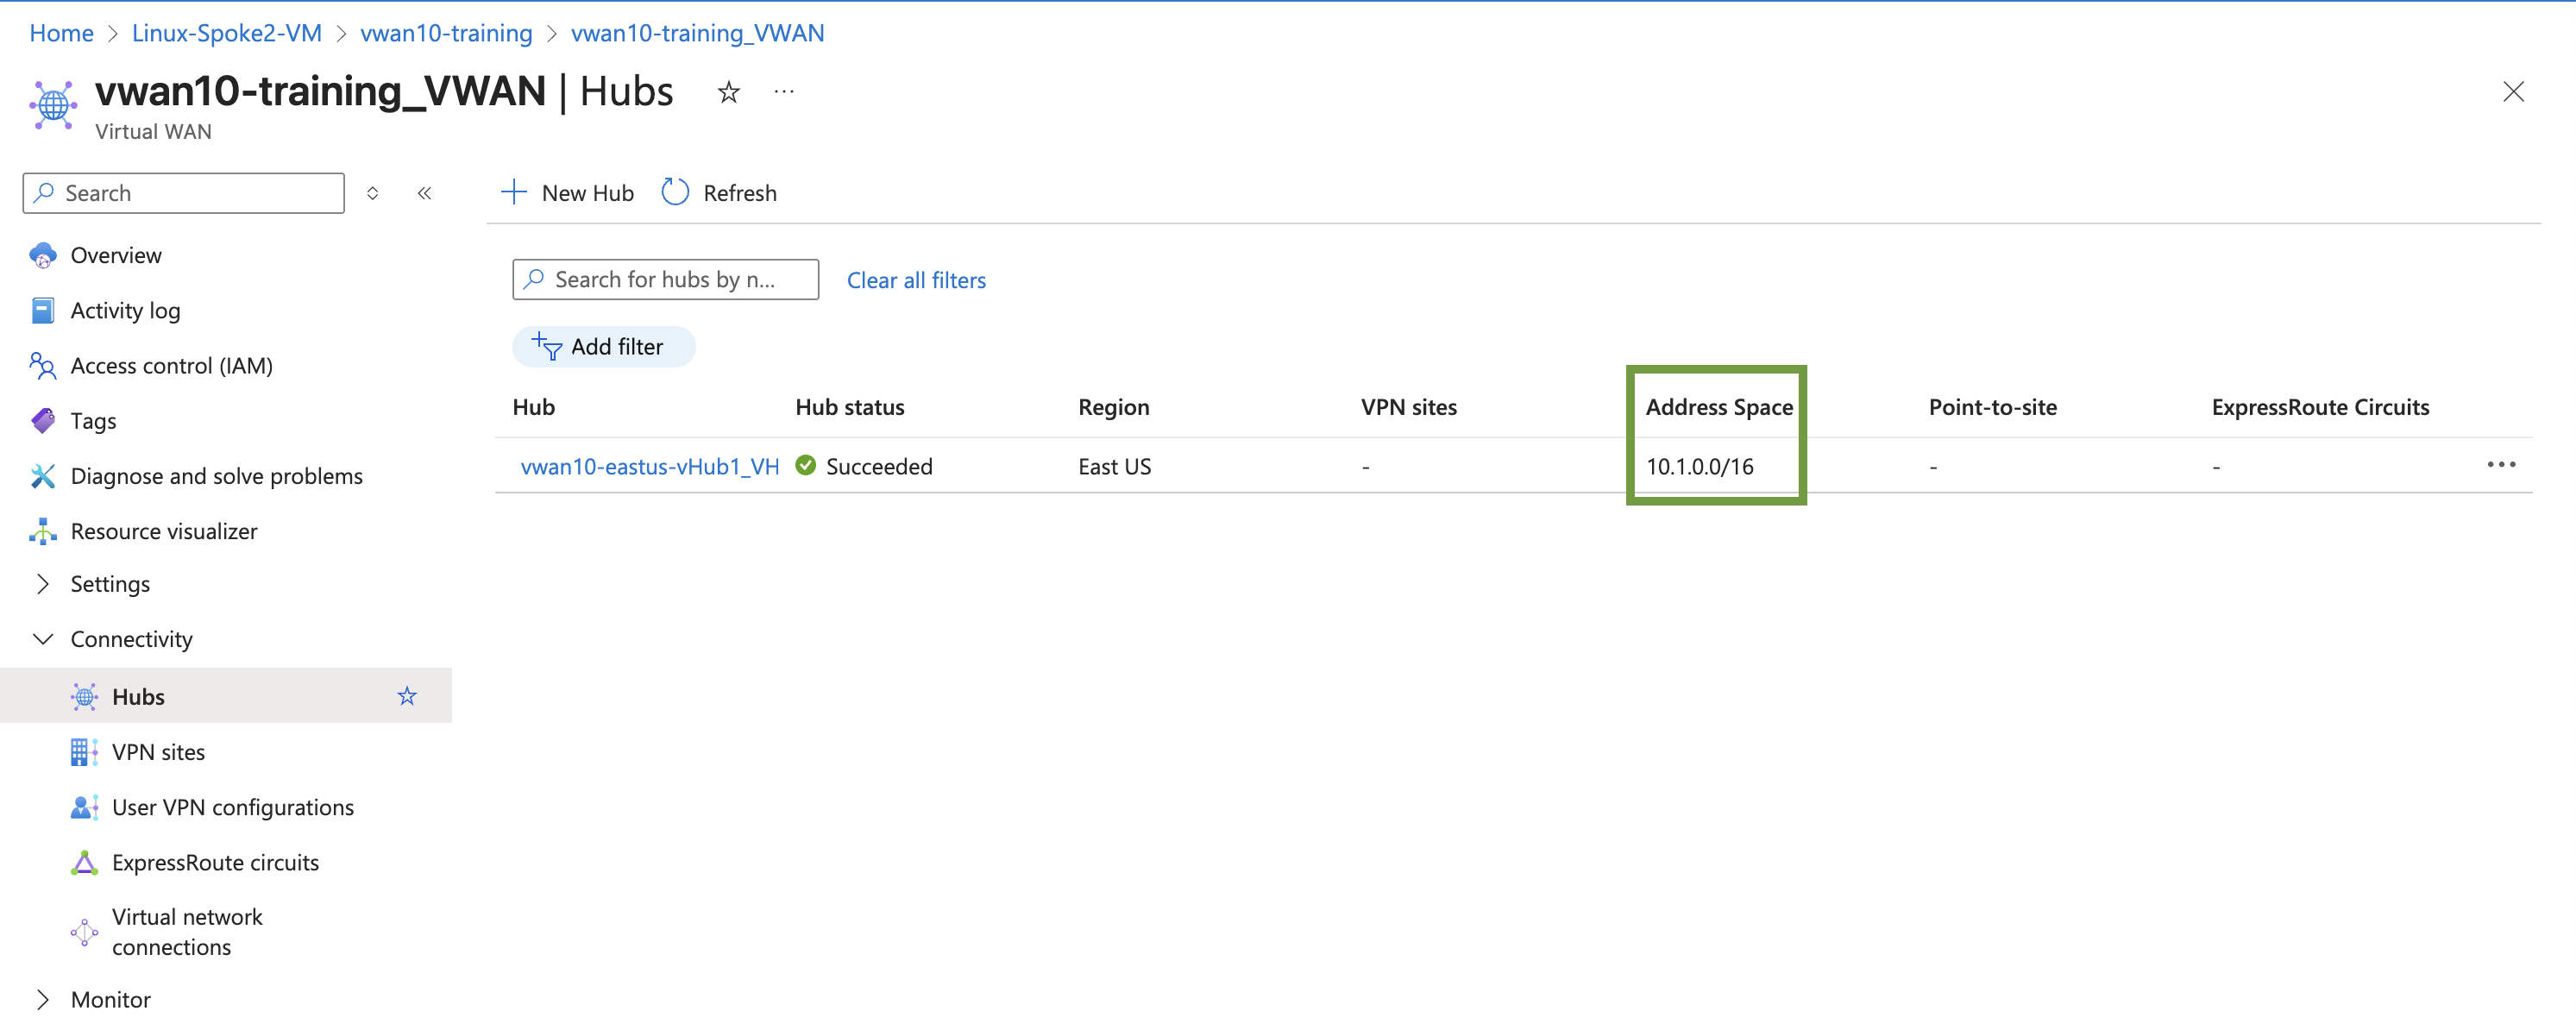 Home > Linux-Spoke2-VM > vwan10-training > vwan10-training_VWAN
vwan10-training_VWAN | Hubs
Virtual WAN
Search
New Hub
Refresh
Overview
Activity log
Access control (IAM)
Tags
Diagnose and solve problems
Resource visualizer
Settings
Connectivity
Hubs
VPN sites
User VPN configurations
ExpressRoute circuits
Virtual network
connections
Monitor
Search for hubs by n...
Clear all filters
Add filter
Hub Hub status Region VPN sites Address Space Point-to-site ExpressRoute Circuits
vwan10-eastus-vHub1_VH Succeeded East US - 10.1.0.0/16 - -